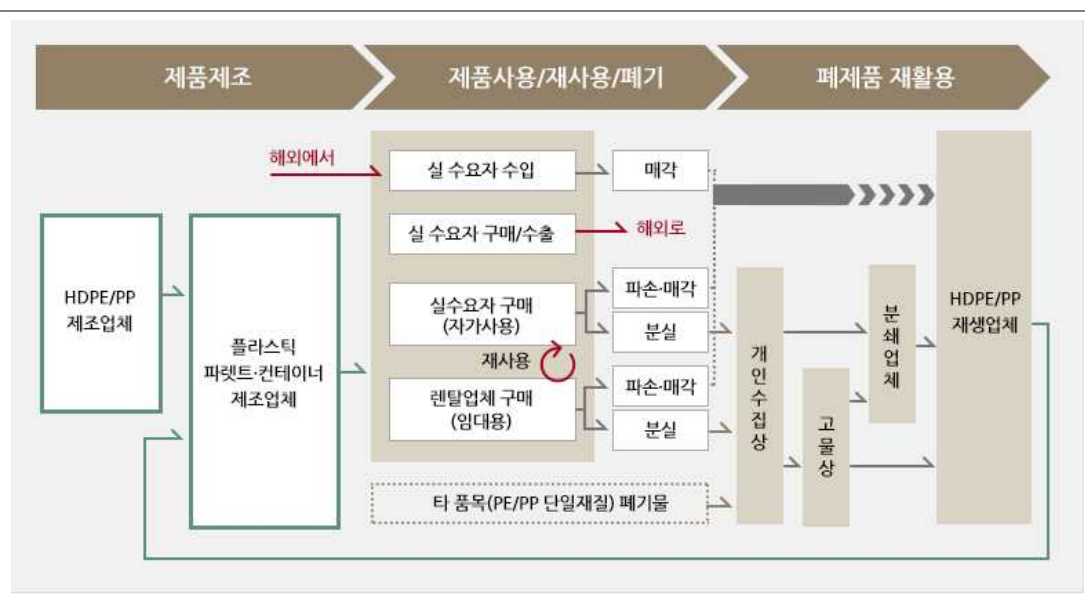 제품제조
제품사용/재사용/폐기
폐제품 재활용
해외에서
실 수요자 수입
매각
실 수요자 구매/수출
해외로
HDPE/PP
제조업체
플라스틱
파렛트·컨테이너
제조업체
실수요자 구매
(자가사용)
파손·매각
분실
재사용
렌탈업체 구매
(임대용)
파손·매각
분실
타 품목(PE/PP 단일재질) 폐기물
개인수집상
고물상
분쇄업체
HDPE/PP
재생업체